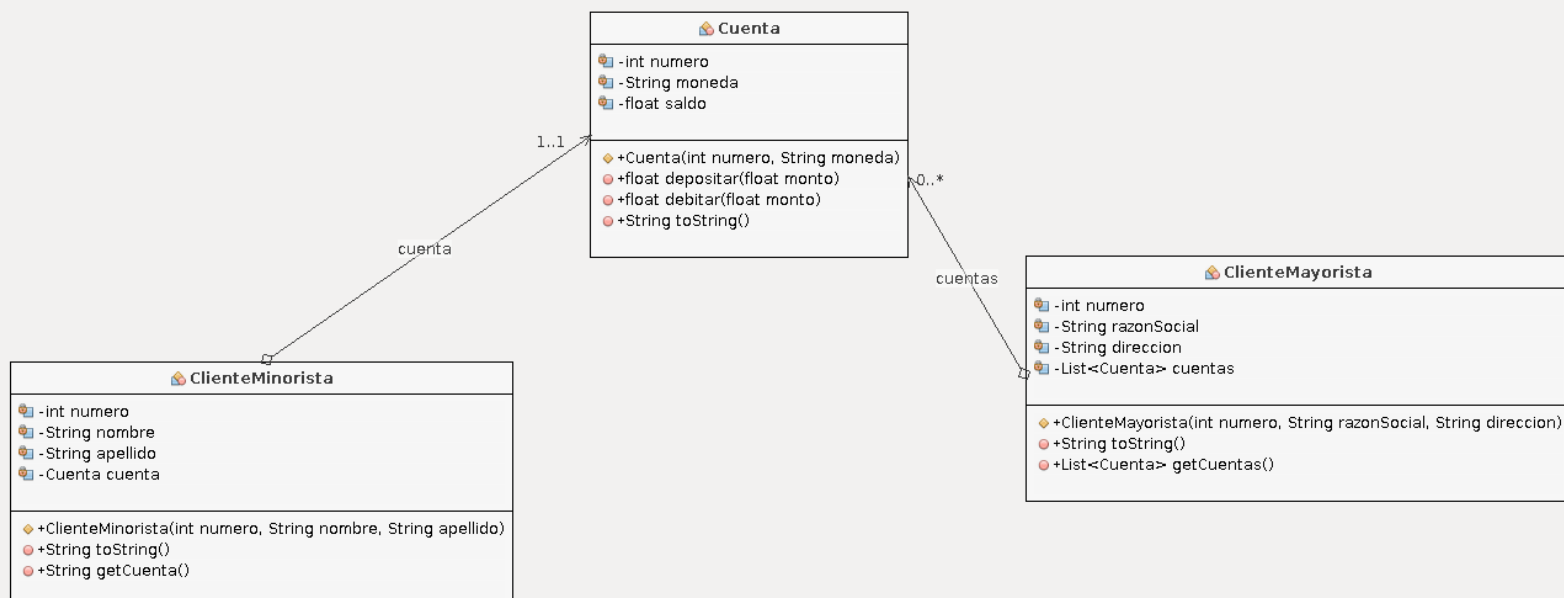 Cuenta
-int numero
-String moneda
-float saldo
+Cuenta(int numero, String moneda)
+float depositar(float monto)
+float debitar(float monto)
+String toString()
1..1
cuenta
0..*
cuentas
ClienteMinorista
-int numero
-String nombre
-String apellido
-Cuenta cuenta
+ClienteMinorista(int numero, String nombre, String apellido)
+String toString()
+String getCuenta()
ClienteMayorista
-int numero
-String razonSocial
-String direccion
-List<Cuenta> cuentas
+ClienteMayorista(int numero, String razonSocial, String direccion)
+String toString()
+List<Cuenta> getCuentas()